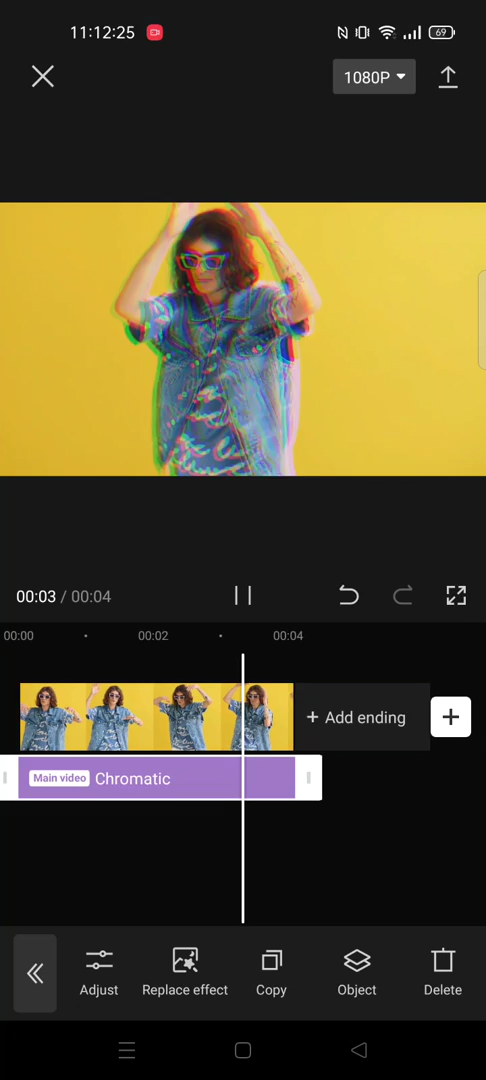 11:12:25
69
1080P
00:03 / 00:04
00:00
00:02
00:04
+ Add ending
Main video Chromatic
Adjust
Replace effect
Copy
Object
Delete